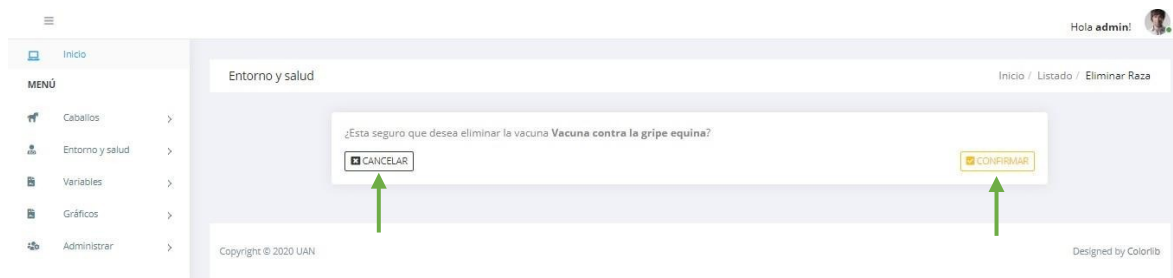 Hola admin!
Inicio
MENÚ
Entorno y salud
Inicio / Listado / Eliminar Raza
Caballos
Entorno y salud
Variables
Gráficos
Administrar
¿Esta seguro que desea eliminar la vacuna Vacuna contra la gripe equina?
CANCELAR
CONFIRMAR
Copyright © 2020 UAN
Designed by Colorlib